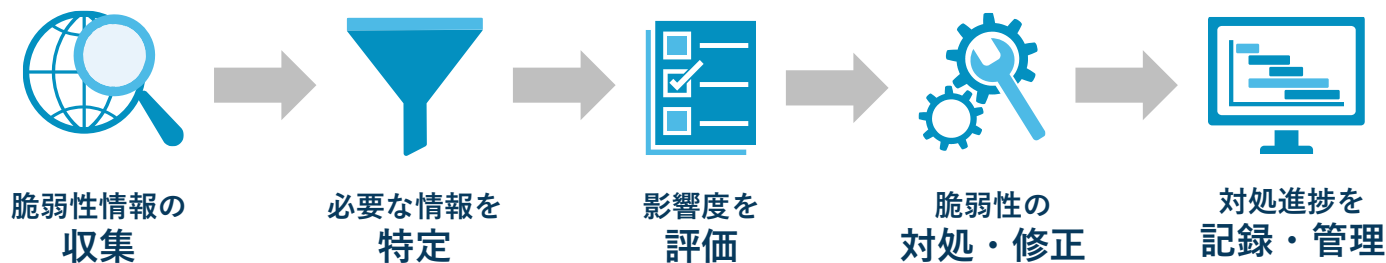 脆弱性情報の
収集
必要な情報を
特定
影響度を
評価
脆弱性の
対処・修正
対処進捗を
記録・管理